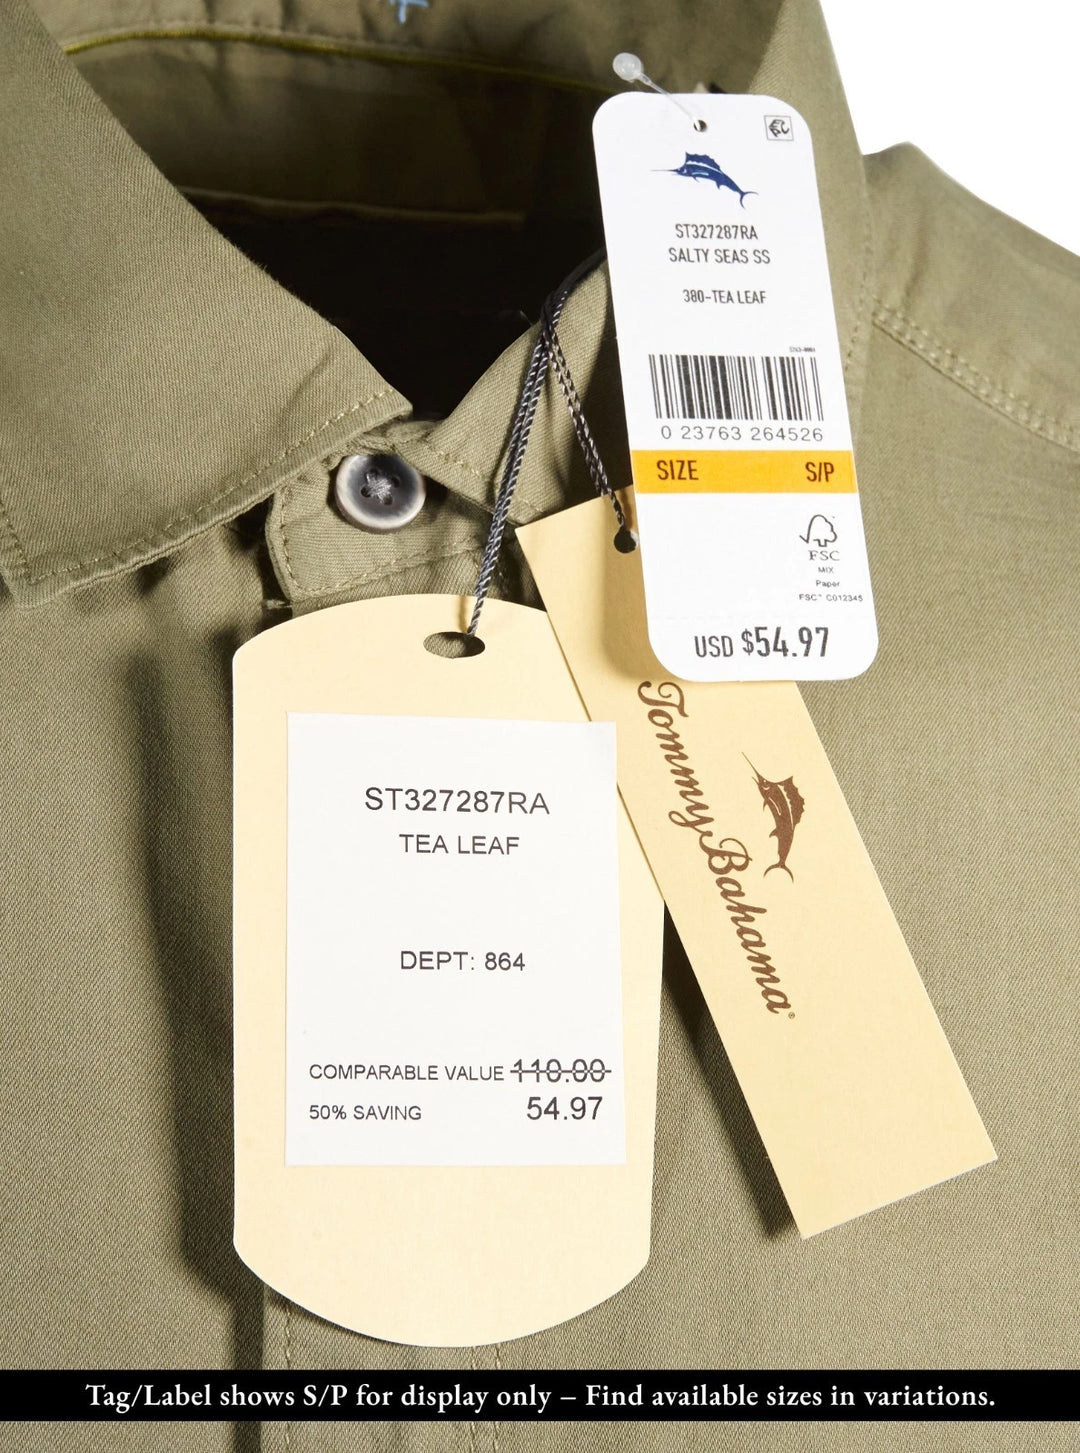 ST327287RA
SALTY SEAS SS
380-TEA LEAF
0 23763 264526
SIZE S/P
FSC
MIX
Paper
FSC™ C012345
USD $54.97
Tommy Bahama®
ST327287RA
TEA LEAF
DEPT: 864
COMPARABLE VALUE 110.00
50% SAVING 54.97
Tag/Label shows S/P for display only – Find available sizes in variations.